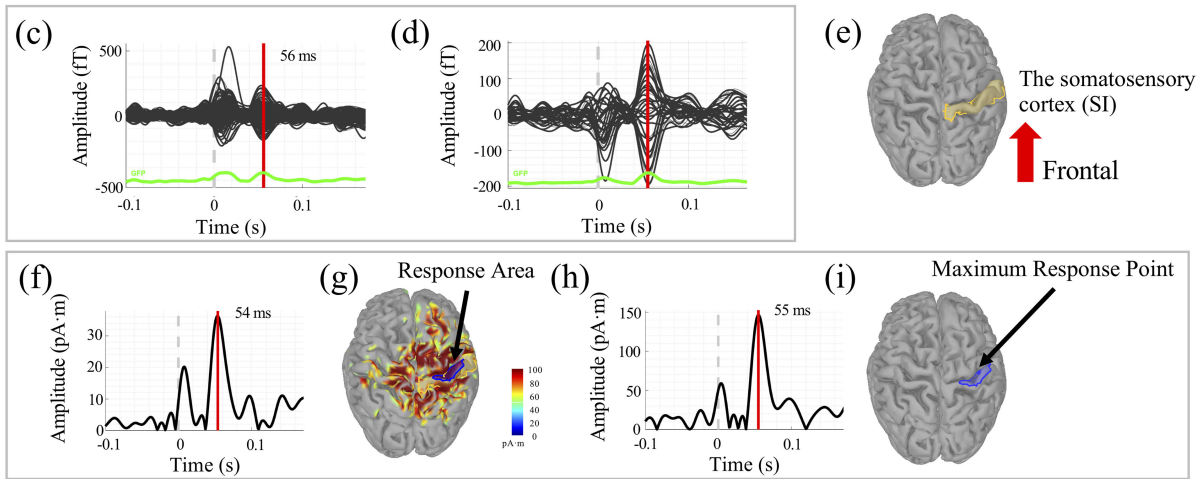 (c)
Amplitude (fT)
500
0
-500
56 ms
GFP
-0.1
0
0.1
Time (s)
(d)
Amplitude (fT)
200
100
0
-100
-200
GFP
-0.1
0
0.1
Time (s)
(e)
The somatosensory
cortex (SI)
Frontal
(f)
Amplitude (pA·m)
30
20
10
0
54 ms
-0.1
0
0.1
Time (s)
(g)
Response Area
100
80
60
40
20
0
pA·m
(h)
Amplitude (pA·m)
150
100
50
0
55 ms
-0.1
0
0.1
Time (s)
(i)
Maximum Response Point